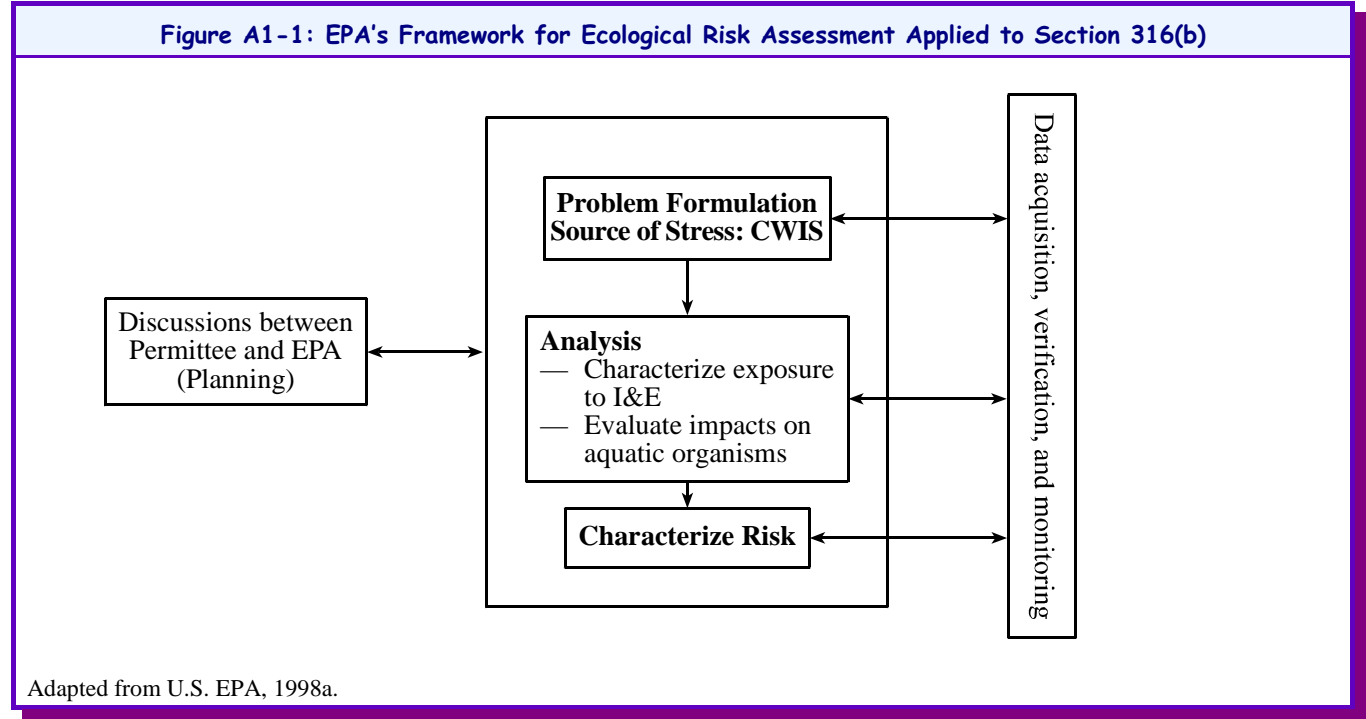 Figure A1-1: EPA's Framework for Ecological Risk Assessment Applied to Section 316(b)
Discussions between
Permittee and EPA
(Planning)
Problem Formulation
Source of Stress: CWIS
Analysis
— Characterize exposure
to I&E
— Evaluate impacts on
aquatic organisms
Characterize Risk
Data acquisition, verification, and monitoring
Adapted from U.S. EPA, 1998a.